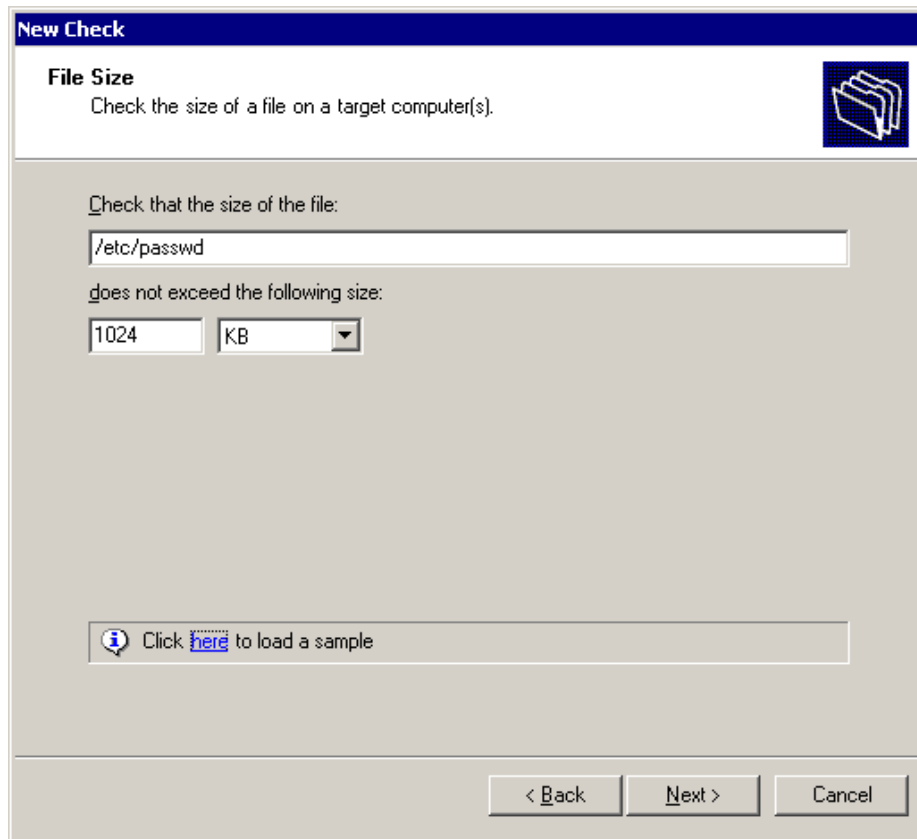 New Check
File Size
Check the size of a file on a target computer(s).
Check that the size of the file:
/etc/passwd
does not exceed the following size:
1024 KB
Click here to load a sample
< Back Next > Cancel